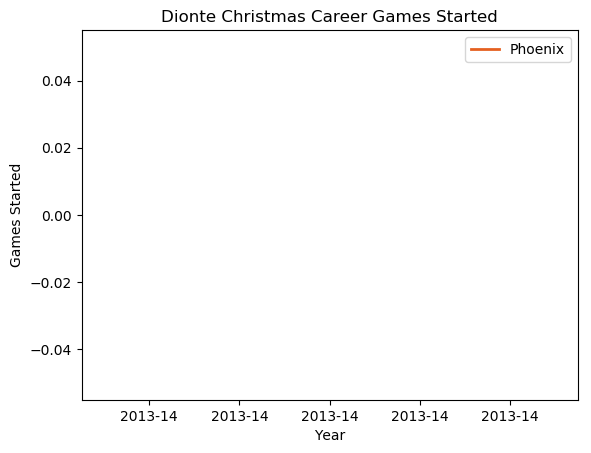 Dionte Christmas Career Games Started
Phoenix
Games Started
0.04
0.02
0.00
−0.02
−0.04
2013-14 2013-14 2013-14 2013-14 2013-14
Year